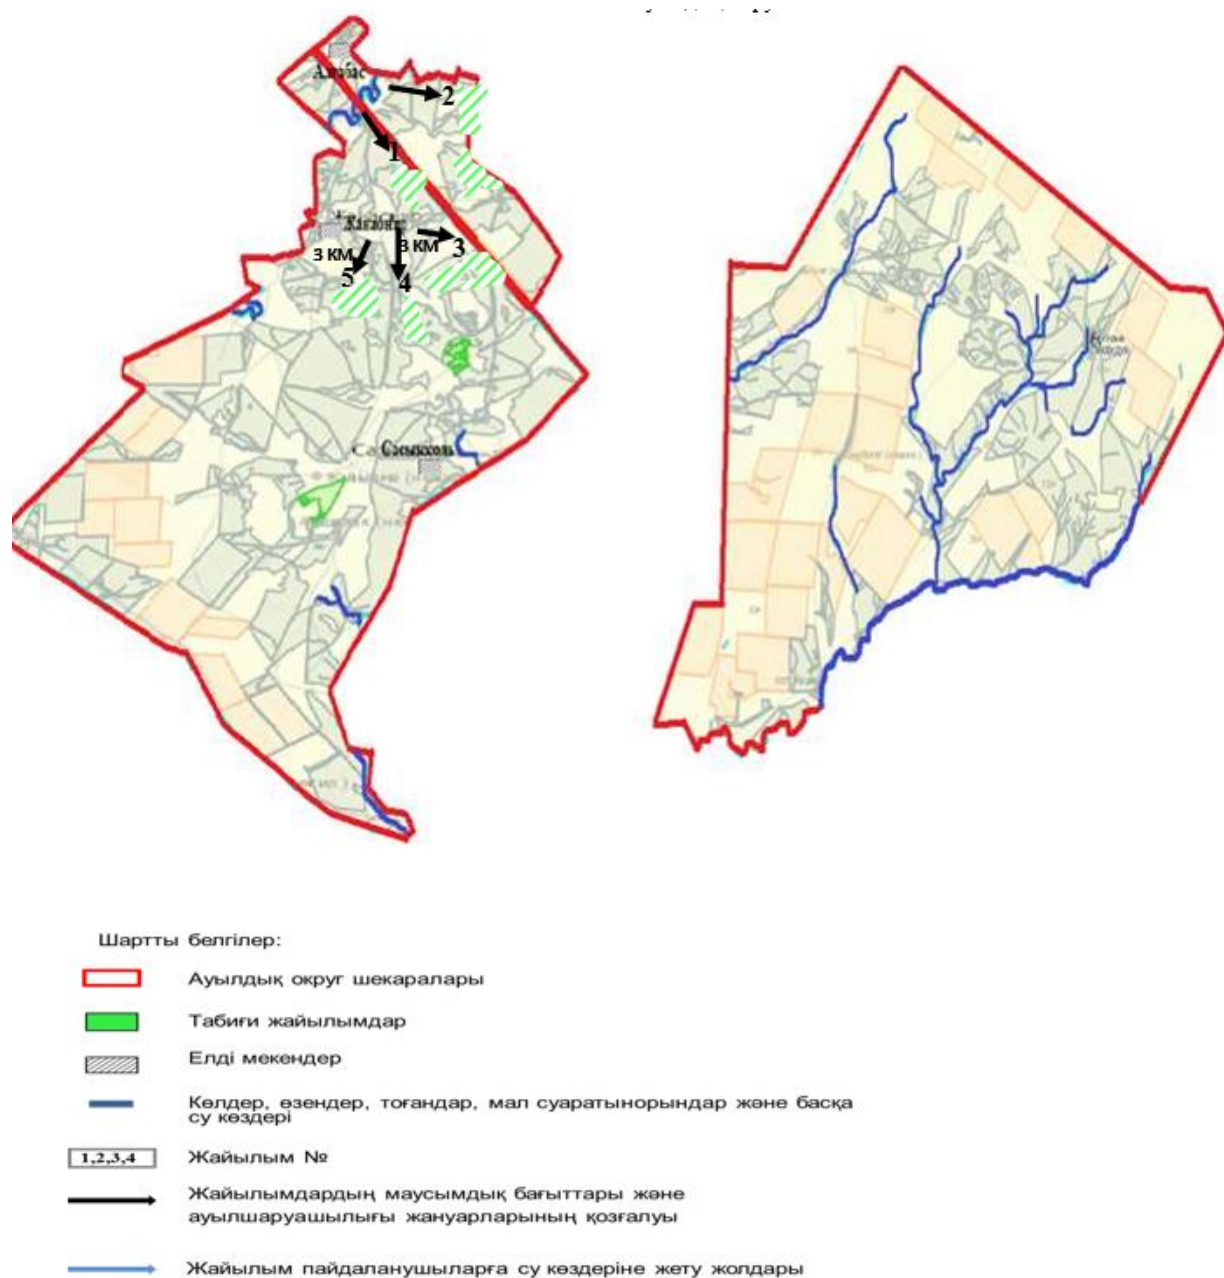 2
1
3 км
3 км
3
5
4
Сасыккөль
Шартты белгілер:
Ауылдық округ шекаралары
Табиғи жайылымдар
Елді мекендер
Көлдер, өзендер, тоғандар, мал суаратынорындар және басқа
су көздері
1,2,3,4
Жайылым №
Жайылымдардың маусымдық бағыттары және
ауылшаруашылығы жануарларының қозғалуы
Жайылым пайдаланушыларға су көздеріне жету жолдары